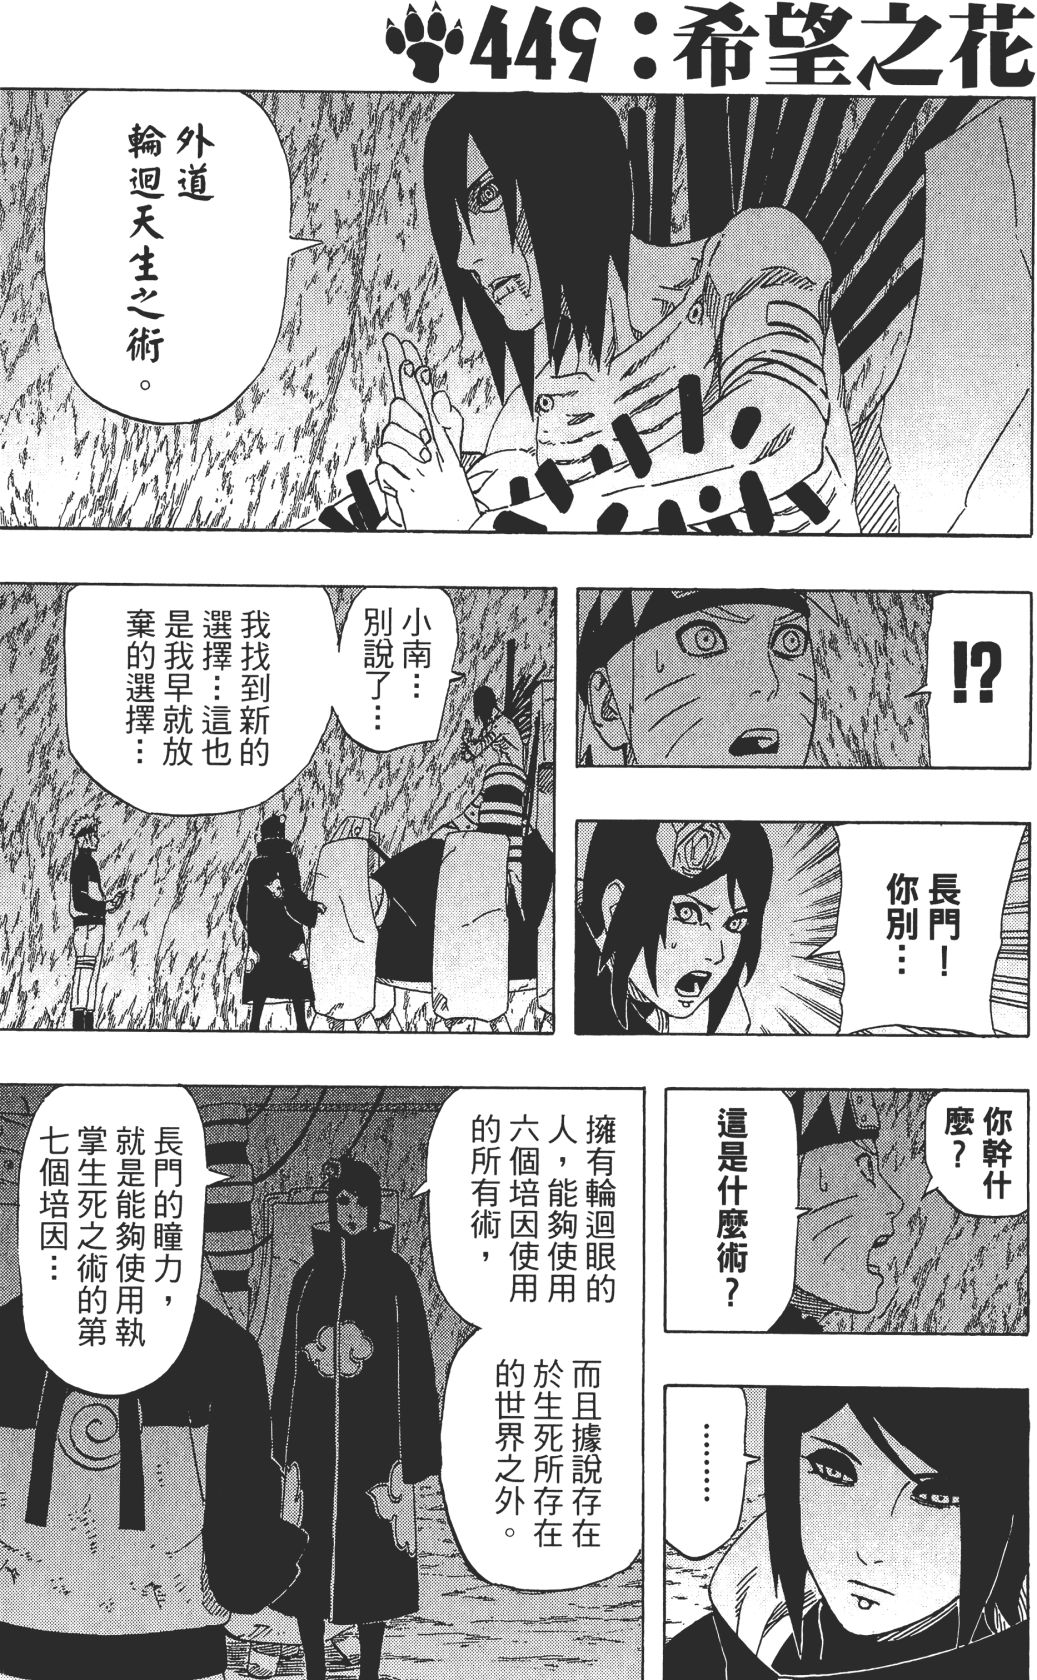 449：希望之花
外道
輪迴天生之術。
!?
長門！
你別…
小南…
別說了…
我找到新的
選擇…這也
是我早就放
棄的選擇…
你幹什
麼？
這是什麼術？
………
擁有輪迴眼的
人，能夠使用
六個培因使用
的所有術，
而且據說存在
於生死所存在
的世界之外。
長門的瞳力，
就是能夠使用執
掌生死之術的第
七個培因…